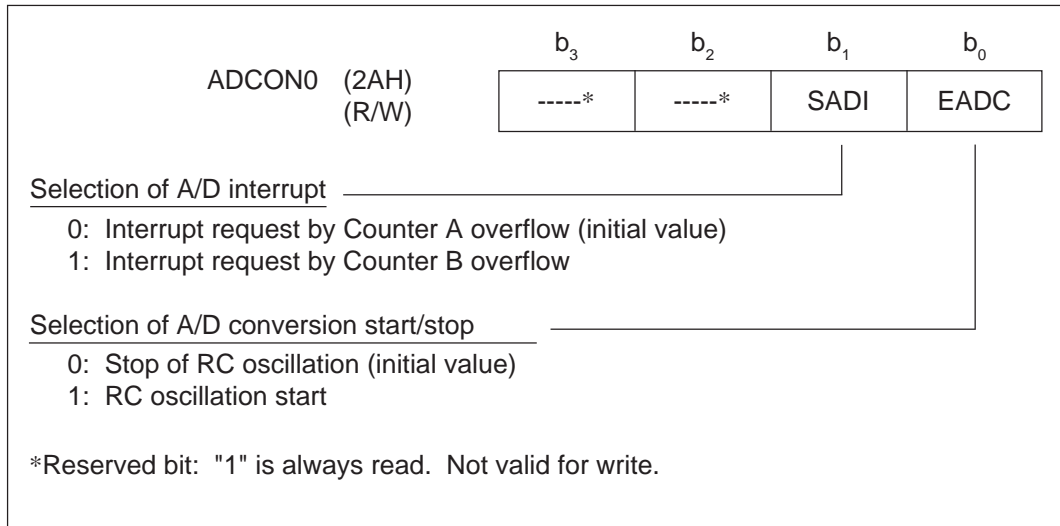 b3 b2 b1 b0
ADCON0 (2AH) -----* -----* SADI EADC
(R/W)
Selection of A/D interrupt
0: Interrupt request by Counter A overflow (initial value)
1: Interrupt request by Counter B overflow
Selection of A/D conversion start/stop
0: Stop of RC oscillation (initial value)
1: RC oscillation start
*Reserved bit: "1" is always read. Not valid for write.